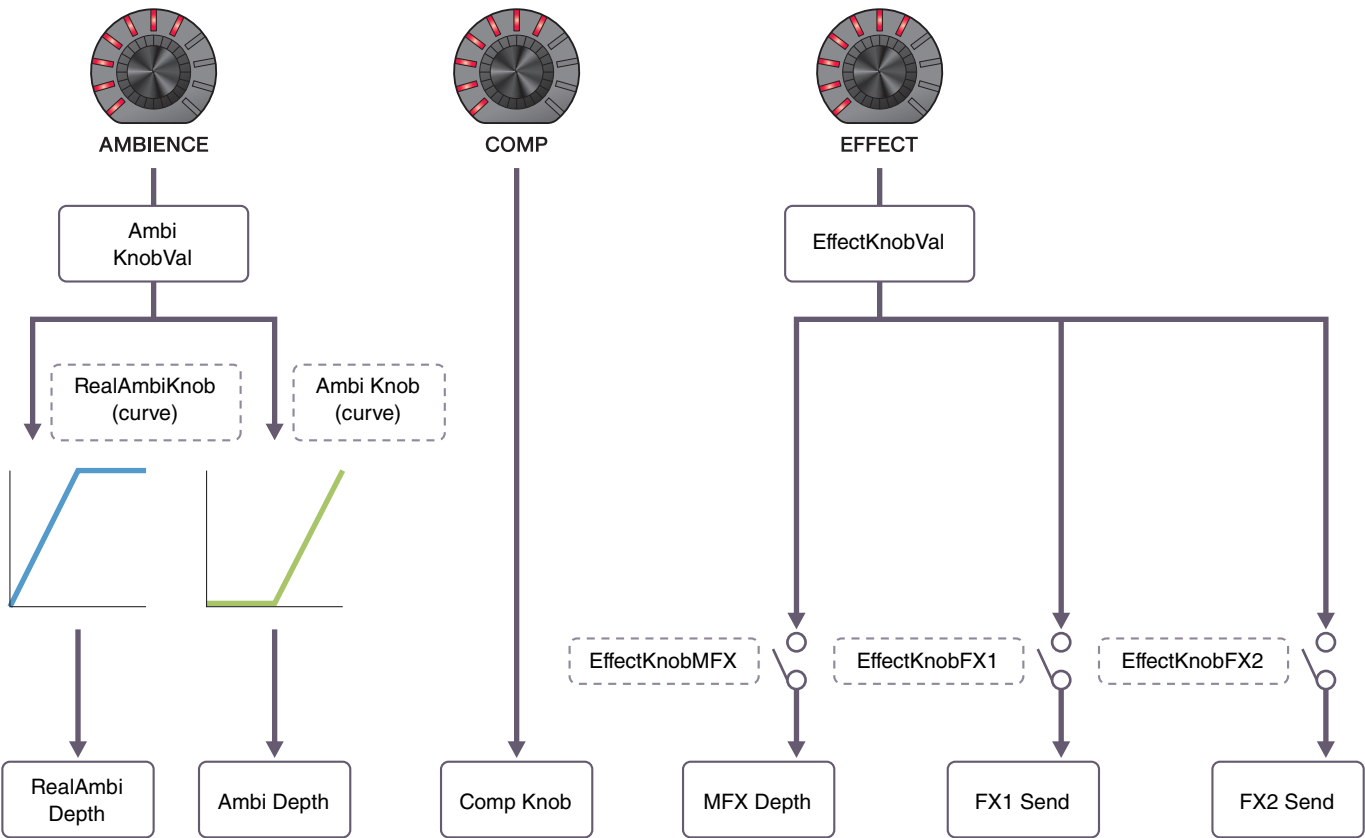 AMBIENCE
COMP
EFFECT
Ambi
KnobVal
EffectKnobVal
RealAmbiKnob
(curve)
Ambi Knob
(curve)
EffectKnobMFX
EffectKnobFX1
EffectKnobFX2
RealAmbi
Depth
Ambi Depth
Comp Knob
MFX Depth
FX1 Send
FX2 Send